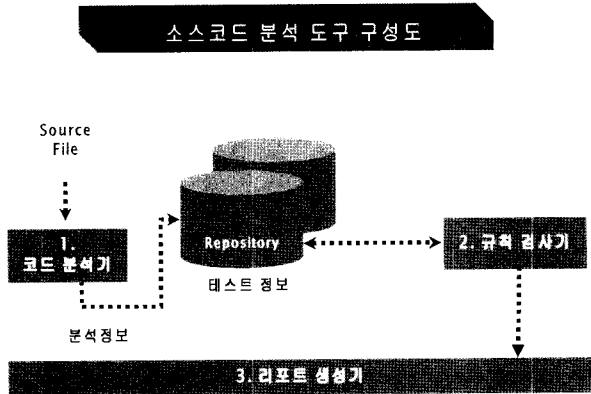 소스코드 분석 도구 구성도
Source
File
1.
코드 분석기
Repository
테스트 정보
2. 규칙 검사기
분석정보
3. 리포트 생성기